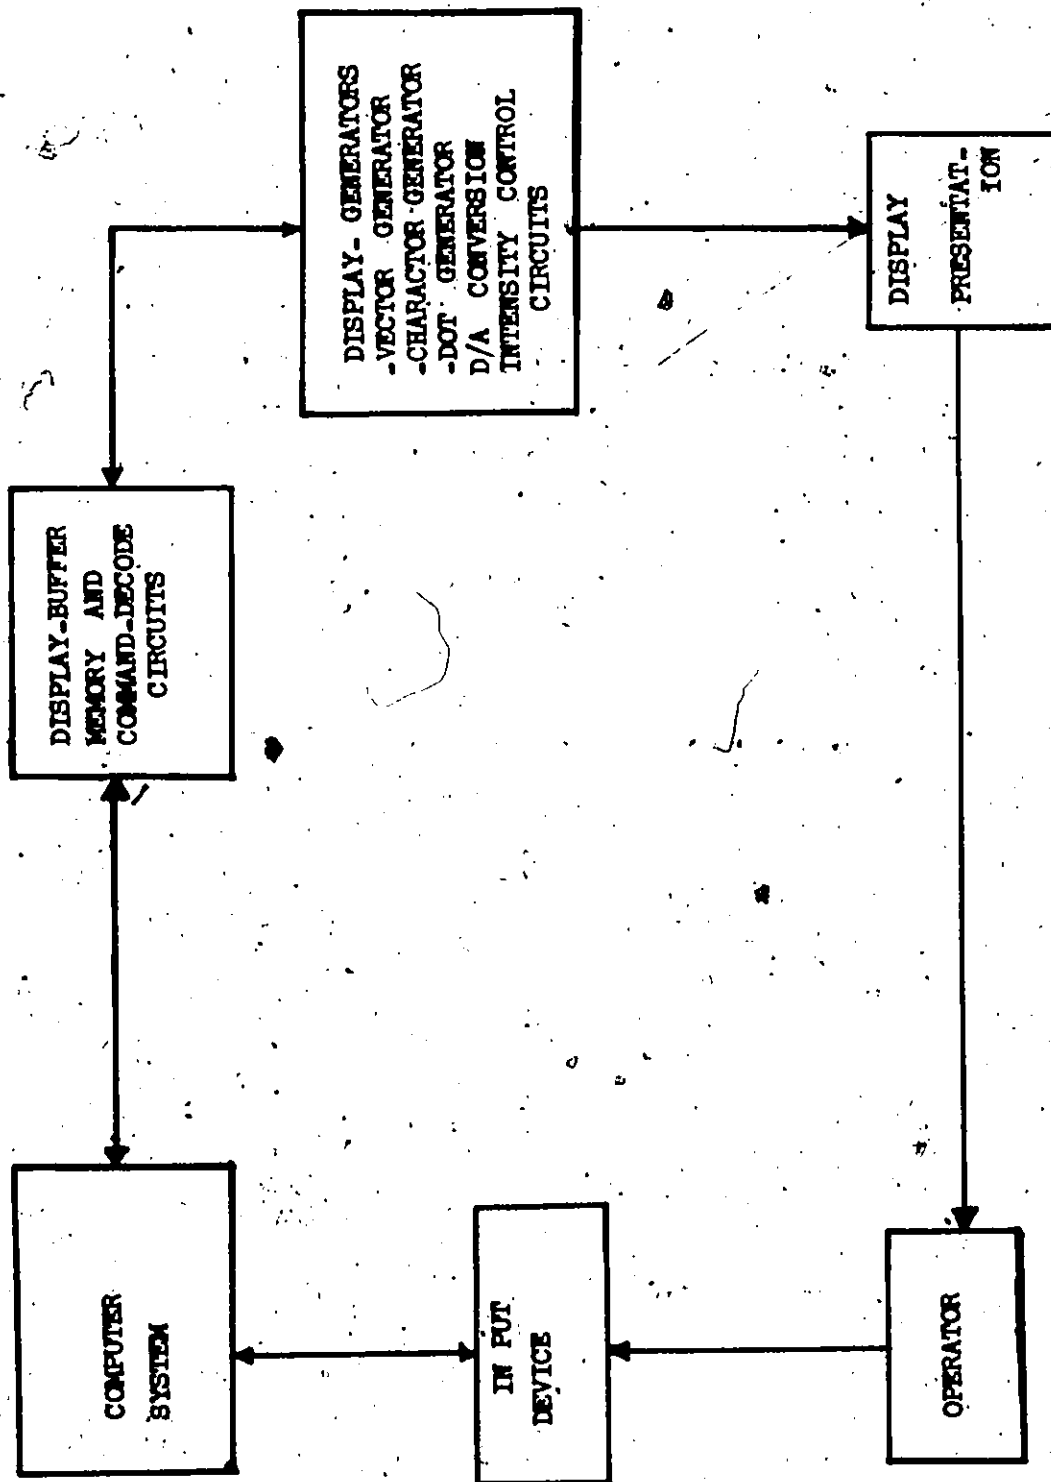 COMPUTER
SYSTEM
DISPLAY-BUFFER
MEMORY AND
COMMAND-DECODE
CIRCUITS
DISPLAY- GENERATORS
-VECTOR GENERATOR
-CHARACTOR GENERATOR
-DOT GENERATOR
D/A CONVERSION
INTENSITY CONTROL
CIRCUITS
IN PUT
DEVICE
OPERATOR
DISPLAY
PRESENTAT-
ION